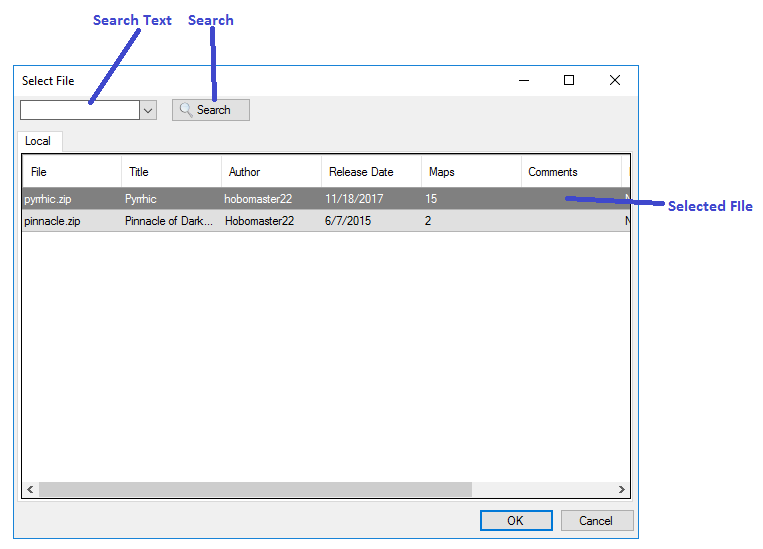 Search Text Search
Select File
Search
Local
File Title Author Release Date Maps Comments
pyrrhic.zip Pyrrhic hobomaster22 11/18/2017 15
Selected FIle
pinnacle.zip Pinnacle of Dark... Hobomaster22 6/7/2015 2
OK Cancel